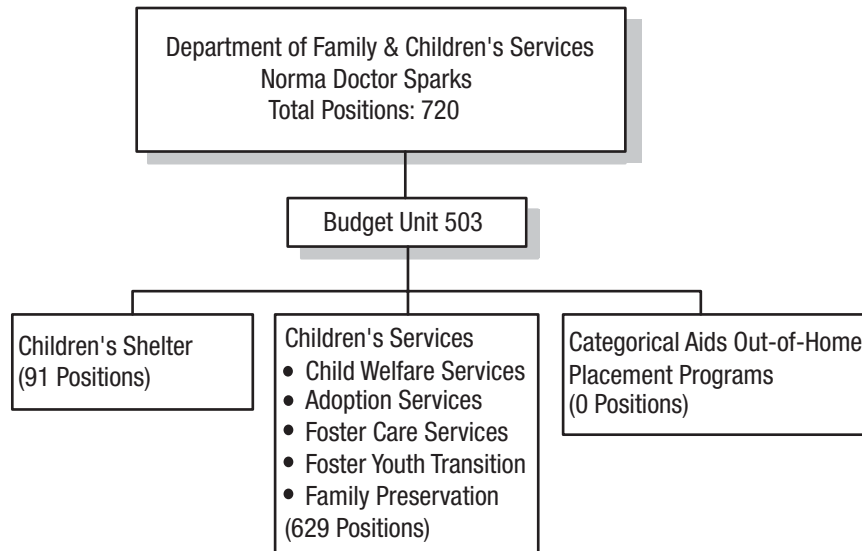 Department of Family & Children's Services
Norma Doctor Sparks
Total Positions: 720
Budget Unit 503
Children's Shelter
(91 Positions)
Children's Services
• Child Welfare Services
• Adoption Services
• Foster Care Services
• Foster Youth Transition
• Family Preservation
(629 Positions)
Categorical Aids Out-of-Home
Placement Programs
(0 Positions)